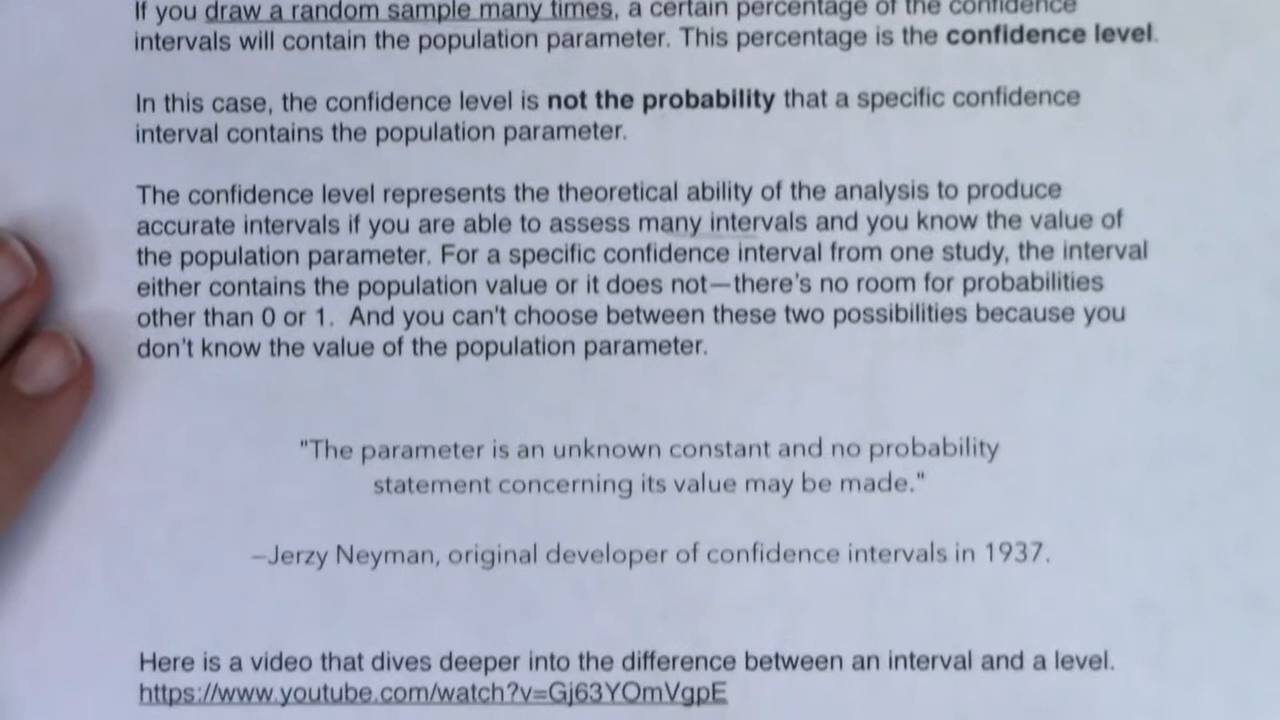 If you draw a random sample many times, a certain percentage of the confidence
intervals will contain the population parameter. This percentage is the confidence level.
In this case, the confidence level is not the probability that a specific confidence
interval contains the population parameter.
The confidence level represents the theoretical ability of the analysis to produce
accurate intervals if you are able to assess many intervals and you know the value of
the population parameter. For a specific confidence interval from one study, the interval
either contains the population value or it does not—there's no room for probabilities
other than 0 or 1. And you can't choose between these two possibilities because you
don't know the value of the population parameter.
"The parameter is an unknown constant and no probability
statement concerning its value may be made."
–Jerzy Neyman, original developer of confidence intervals in 1937.
Here is a video that dives deeper into the difference between an interval and a level.
https://www.youtube.com/watch?v=Gj63YOmVgpE